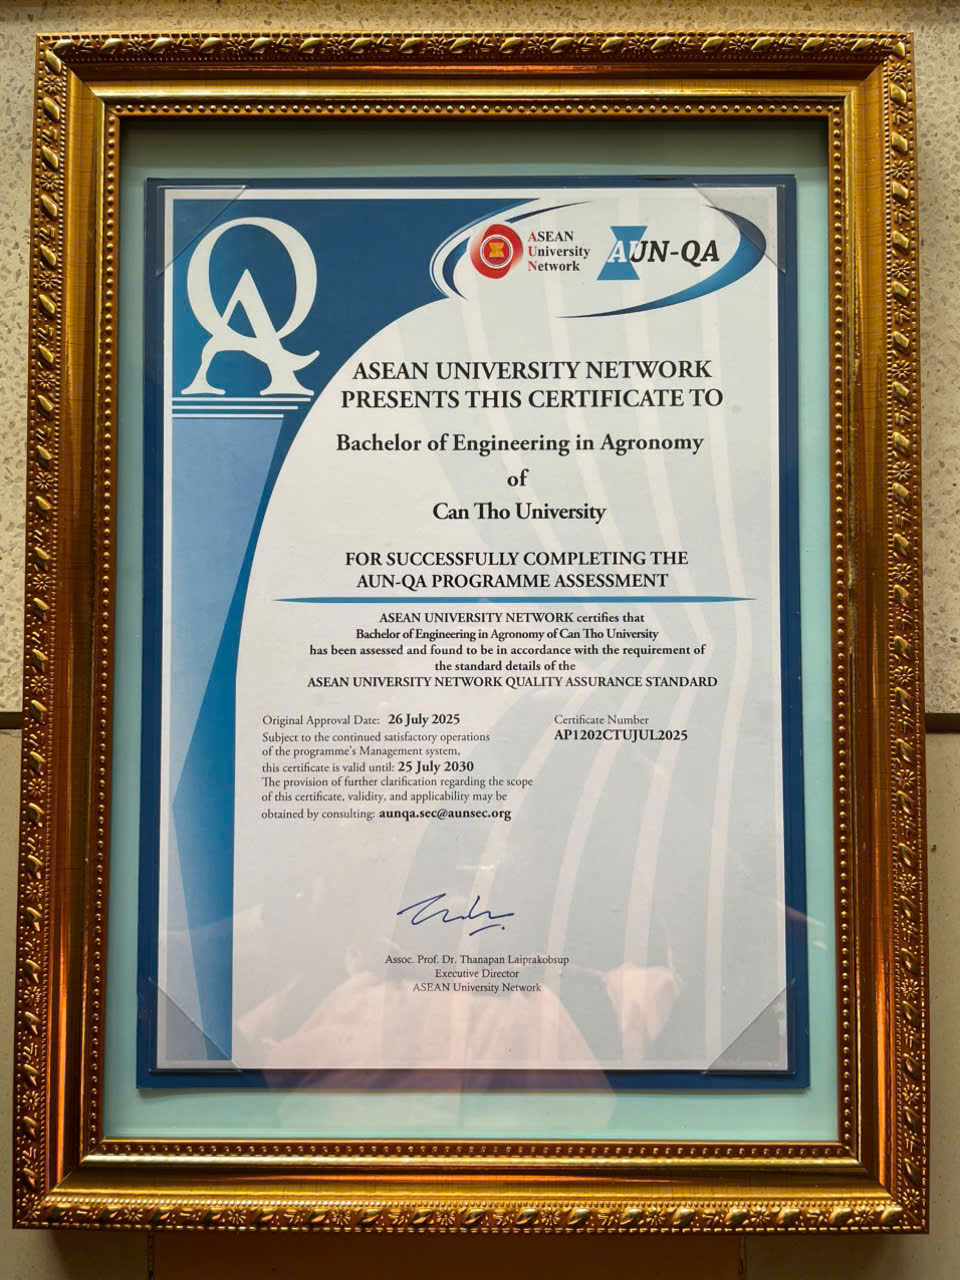 QA
ASEAN
University
Network
AUN-QA
ASEAN UNIVERSITY NETWORK
PRESENTS THIS CERTIFICATE TO
Bachelor of Engineering in Agronomy
of
Can Tho University
FOR SUCCESSFULLY COMPLETING THE
AUN-QA PROGRAMME ASSESSMENT
ASEAN UNIVERSITY NETWORK certifies that
Bachelor of Engineering in Agronomy of Can Tho University
has been assessed and found to be in accordance with the requirement of
the standard details of the
ASEAN UNIVERSITY NETWORK QUALITY ASSURANCE STANDARD
Original Approval Date: 26 July 2025
Subject to the continued satisfactory operations
of the programme's Management system,
this certificate is valid until: 25 July 2030
The provision of further clarification regarding the scope
of this certificate, validity, and applicability may be
obtained by consulting: aunqa.sec@aunsec.org
Certificate Number
AP1202CTUJUL2025
Assoc. Prof. Dr. Thanapan Laiprakobsup
Executive Director
ASEAN University Network